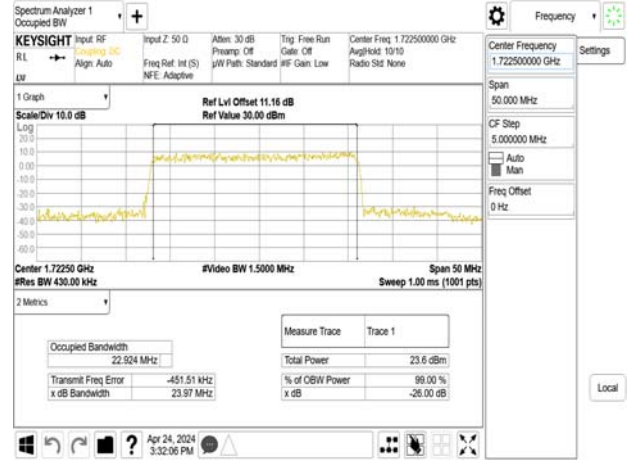 Spectrum Analyzer 1
Occupied BW
Frequency
KEYSIGHT
R L
LXI
Input: RF
Coupling: DC
Align: Auto
Input Z: 50 Ω
Freq Ref: Int (S)
NFE: Adaptive
Atten: 30 dB
Preamp: Off
µW Path: Standard
Trig: Free Run
Gate: Off
#IF Gain: Low
Center Freq: 1.722500000 GHz
Avg|Hold: 10/10
Radio Std: None
Center Frequency
1.722500000 GHz
Settings
Span
50.000 MHz
CF Step
5.000000 MHz
Auto
Man
Freq Offset
0 Hz
Local
1 Graph
Scale/Div 10.0 dB
Ref Lvl Offset 11.16 dB
Ref Value 30.00 dBm
Log
20.0
10.0
0.00
-10.0
-20.0
-30.0
-40.0
-50.0
-60.0
Center 1.72250 GHz
#Video BW 1.5000 MHz
Span 50 MHz
#Res BW 430.00 kHz
Sweep 1.00 ms (1001 pts)
2 Metrics
Measure Trace Trace 1
Occupied Bandwidth
22.924 MHz
Total Power 23.6 dBm
Transmit Freq Error -451.51 kHz
% of OBW Power 99.00 %
x dB Bandwidth 23.97 MHz
x dB -26.00 dB
Apr 24, 2024
3:32:06 PM